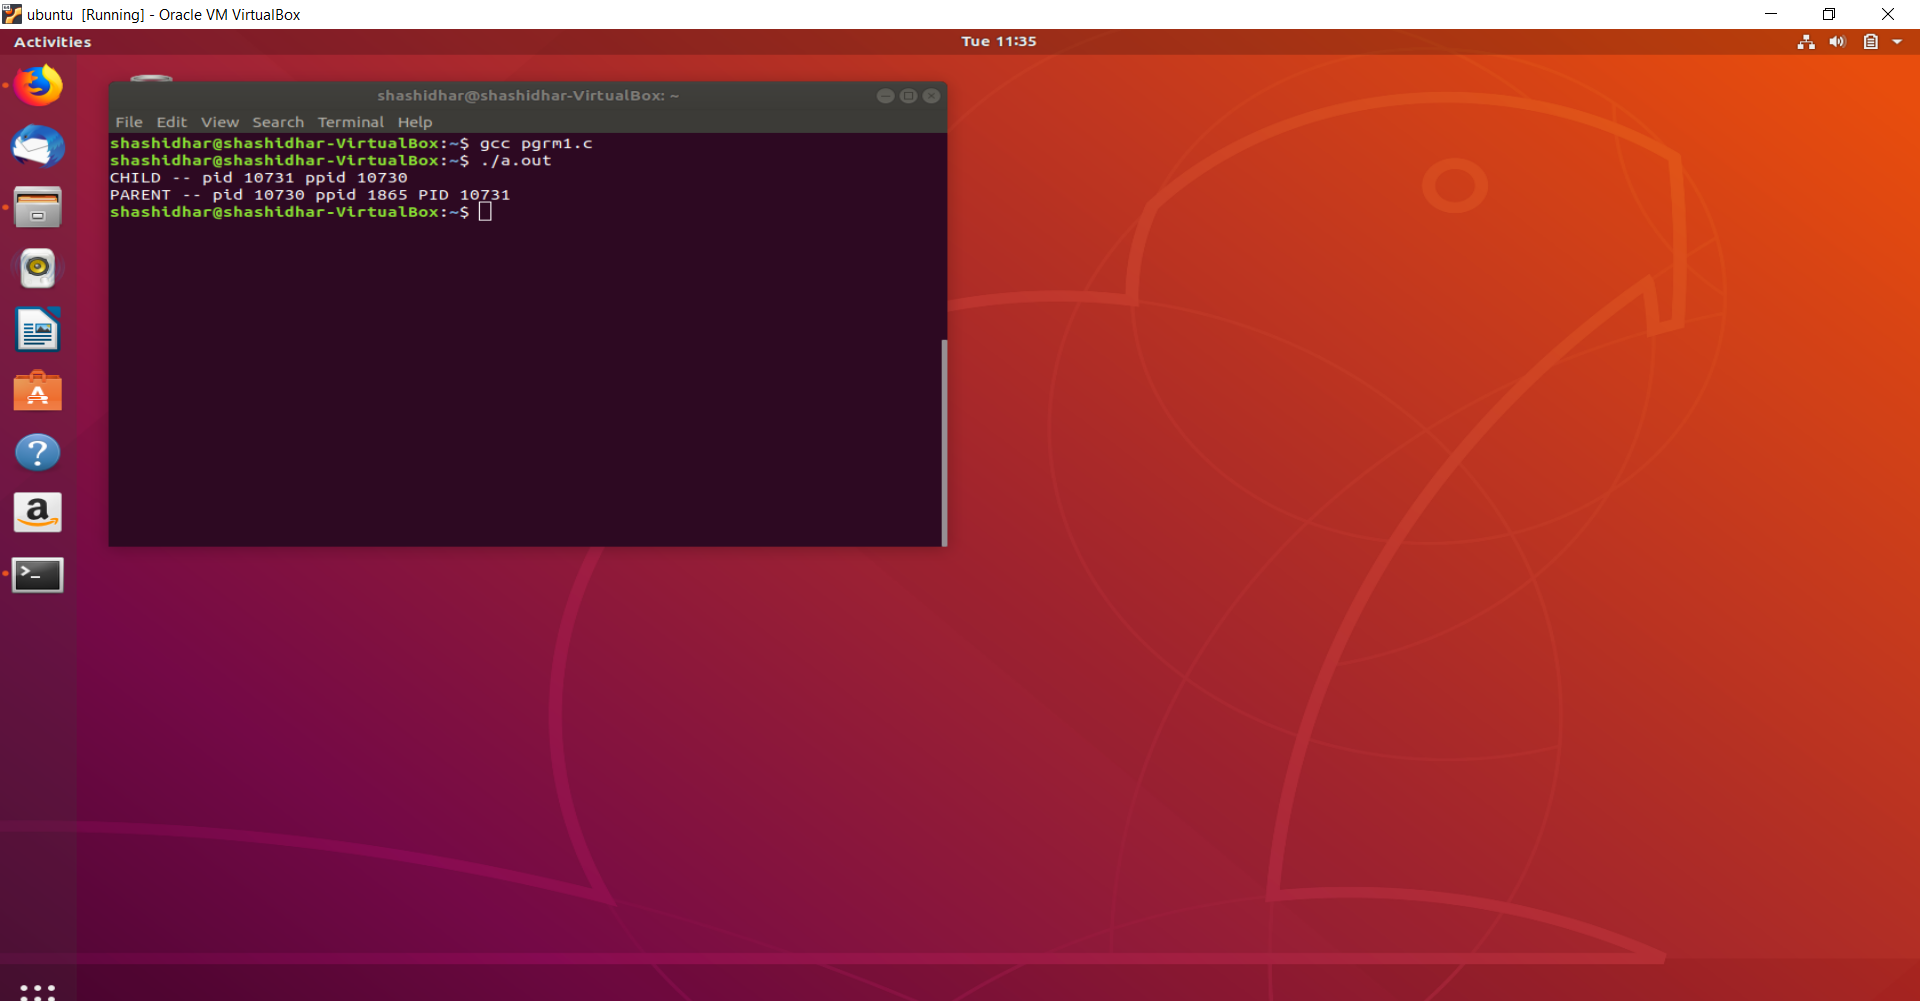 ubuntu [Running] - Oracle VM VirtualBox
Activities
Tue 11:35
shashidhar@shashidhar-VirtualBox: ~
File Edit View Search Terminal Help
shashidhar@shashidhar-VirtualBox:~$ gcc pgrm1.c
shashidhar@shashidhar-VirtualBox:~$ ./a.out
CHILD -- pid 10731 ppid 10730
PARENT -- pid 10730 ppid 1865 PID 10731
shashidhar@shashidhar-VirtualBox:~$